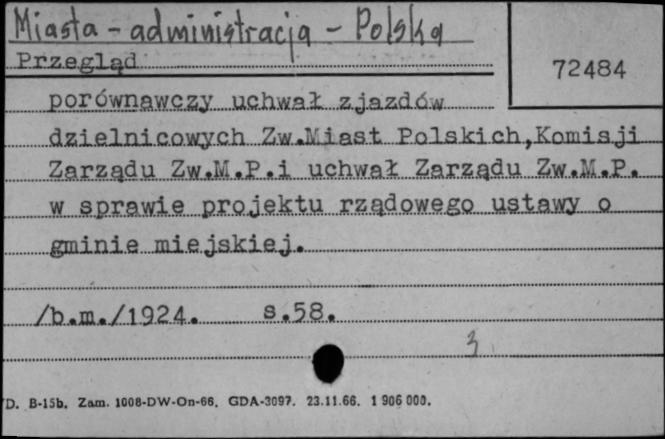 Miasta - administracja - Polska
Przegląd
72484
porównawczy uchwał zjazdów
dzielnicowych Zw.Miast Polskich,Komisji
Zarządu Zw.M.P.i uchwał Zarządu Zw.M.P.
w sprawie projektu rządowego ustawy o
gminie miejskiej.
/b.m./1924. s.58.
3
D. B-15b. Zam. 1008-DW-On-66. GDA-3097. 23.11.66. 1 906 000.